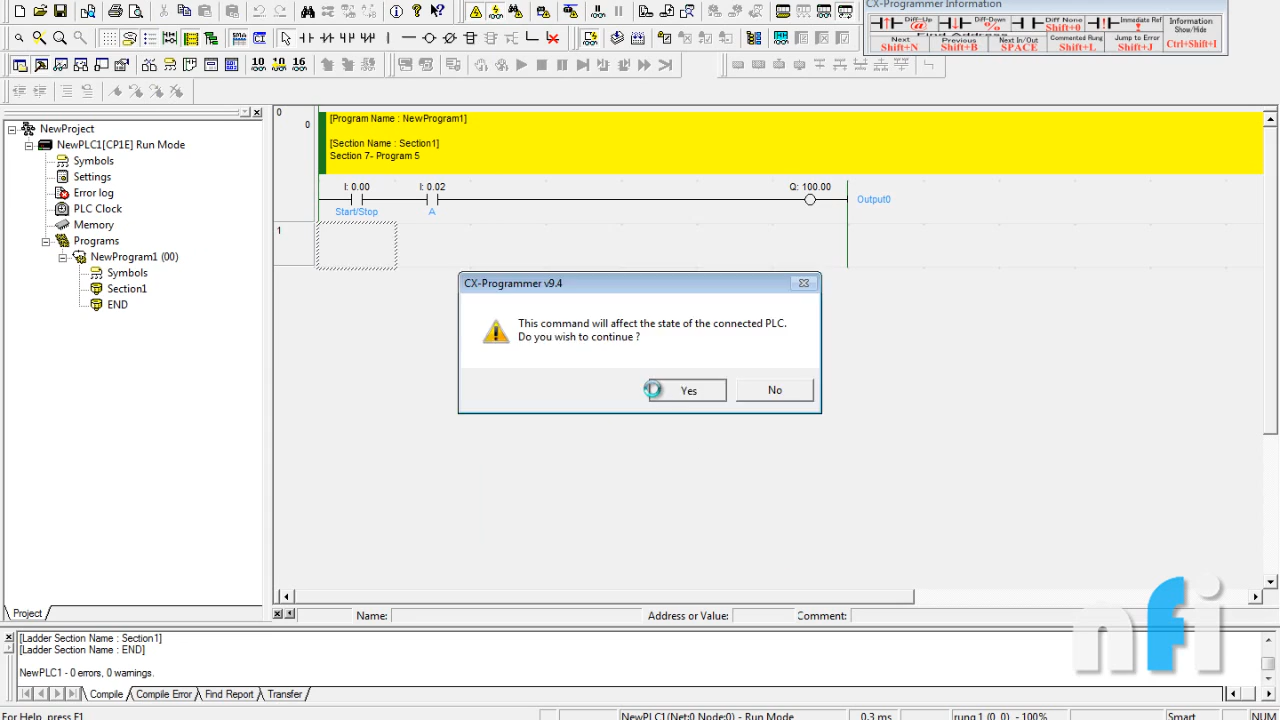 CX-Programmer Information
Diff-Up (@)
Diff-Down %
Diff None Shift+0
Immediate Ref !
Information Show/Hide Ctrl+Shift+I
Next Shift+N
Previous Shift+B
Next In/Out SPACE
Commented Rung Shift+L
Jump to Error Shift+J
10 10 16
NewProject
NewPLC1[CP1E] Run Mode
Symbols
Settings
Error log
PLC Clock
Memory
Programs
NewProgram1 (00)
Symbols
Section1
END
Project
0
0
[Program Name : NewProgram1]
[Section Name : Section1]
Section 7- Program 5
I: 0.00
I: 0.02
Q: 100.00
Start/Stop
A
Output0
1
CX-Programmer v9.4
This command will affect the state of the connected PLC.
Do you wish to continue ?
Yes
No
Name:
Address or Value:
Comment:
[Ladder Section Name : Section1]
[Ladder Section Name : END]
NewPLC1 - 0 errors, 0 warnings.
Compile
Compile Error
Find Report
Transfer
For Help, press F1
NewPLC1(Net:0,Node:0) - Run Mode
0.3 ms
rung 1 (0, 0) - 100%
Smart
NUM
nfi